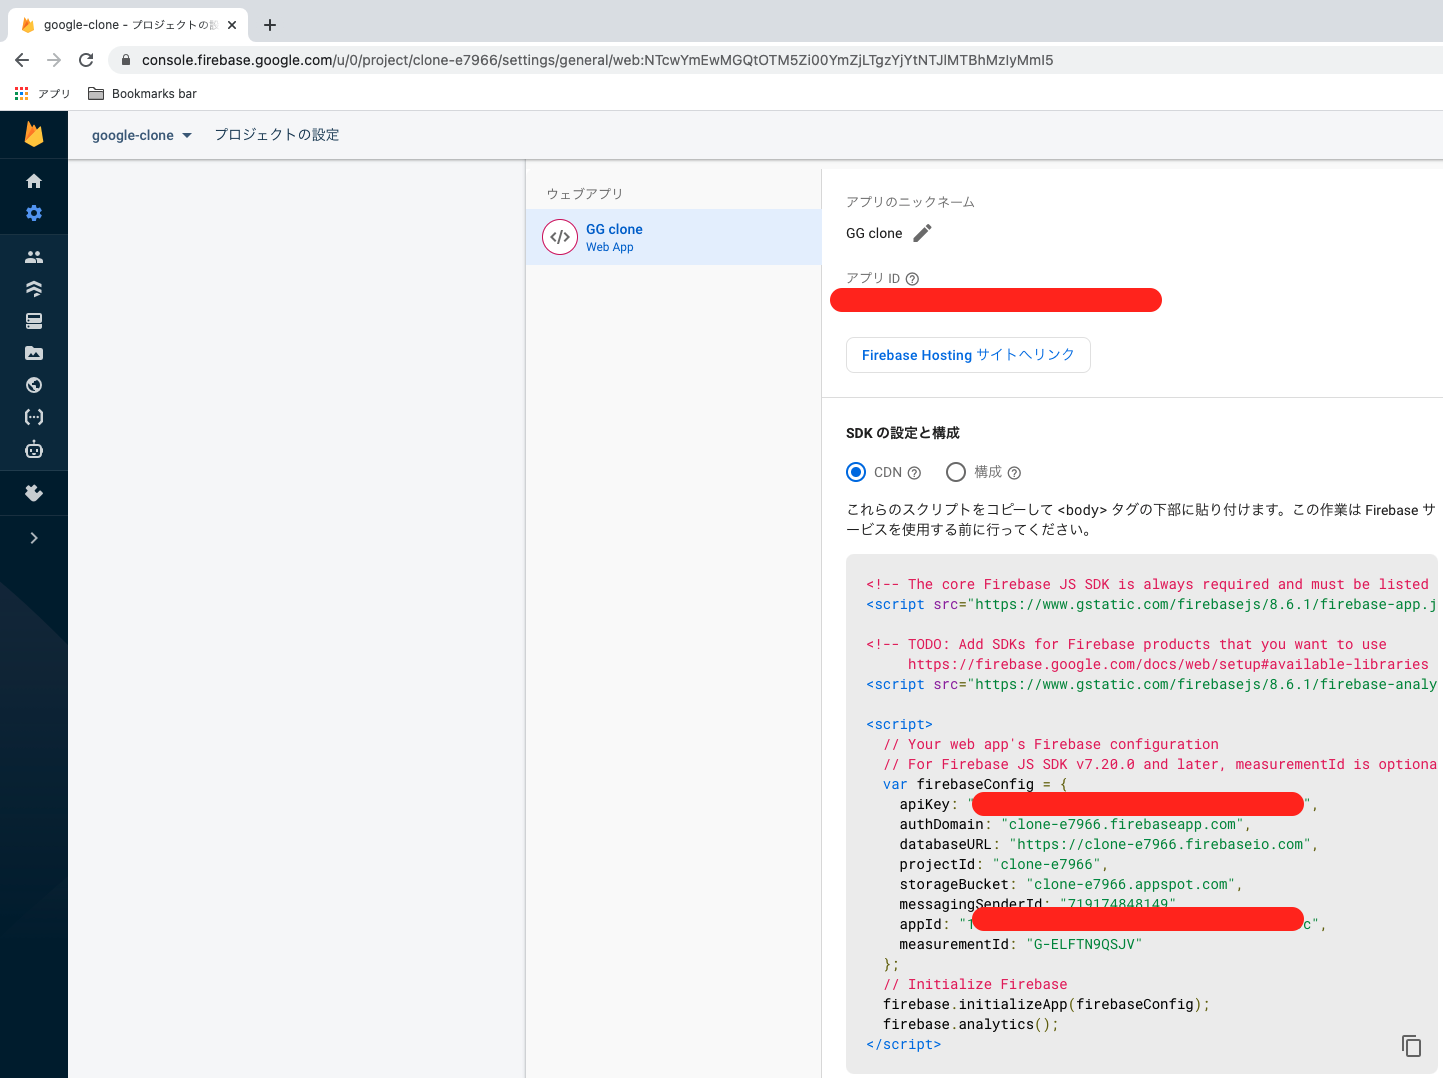 google-clone - プロジェクトの設
console.firebase.google.com/u/0/project/clone-e7966/settings/general/web:NTcwYmEwMGQtOTM5Zi00YmZjLTgzYjYtNTJlMTBhMzIyMmI5
アプリ Bookmarks bar
google-clone プロジェクトの設定
ウェブアプリ
GG clone
Web App
アプリのニックネーム
GG clone
アプリ ID
Firebase Hosting サイトへリンク
SDK の設定と構成
CDN 構成
これらのスクリプトをコピーして <body> タグの下部に貼り付けます。この作業は Firebase サ
ービスを使用する前に行ってください。
<!-- The core Firebase JS SDK is always required and must be listed
<script src="https://www.gstatic.com/firebasejs/8.6.1/firebase-app.j
<!-- TODO: Add SDKs for Firebase products that you want to use
https://firebase.google.com/docs/web/setup#available-libraries
<script src="https://www.gstatic.com/firebasejs/8.6.1/firebase-analy
<script>
// Your web app's Firebase configuration
// For Firebase JS SDK v7.20.0 and later, measurementId is optiona
var firebaseConfig = {
apiKey: "",
authDomain: "clone-e7966.firebaseapp.com",
databaseURL: "https://clone-e7966.firebaseio.com",
projectId: "clone-e7966",
storageBucket: "clone-e7966.appspot.com",
messagingSenderId: "719174848149"
appId: "1 c",
measurementId: "G-ELFTN9QSJV"
};
// Initialize Firebase
firebase.initializeApp(firebaseConfig);
firebase.analytics();
</script>